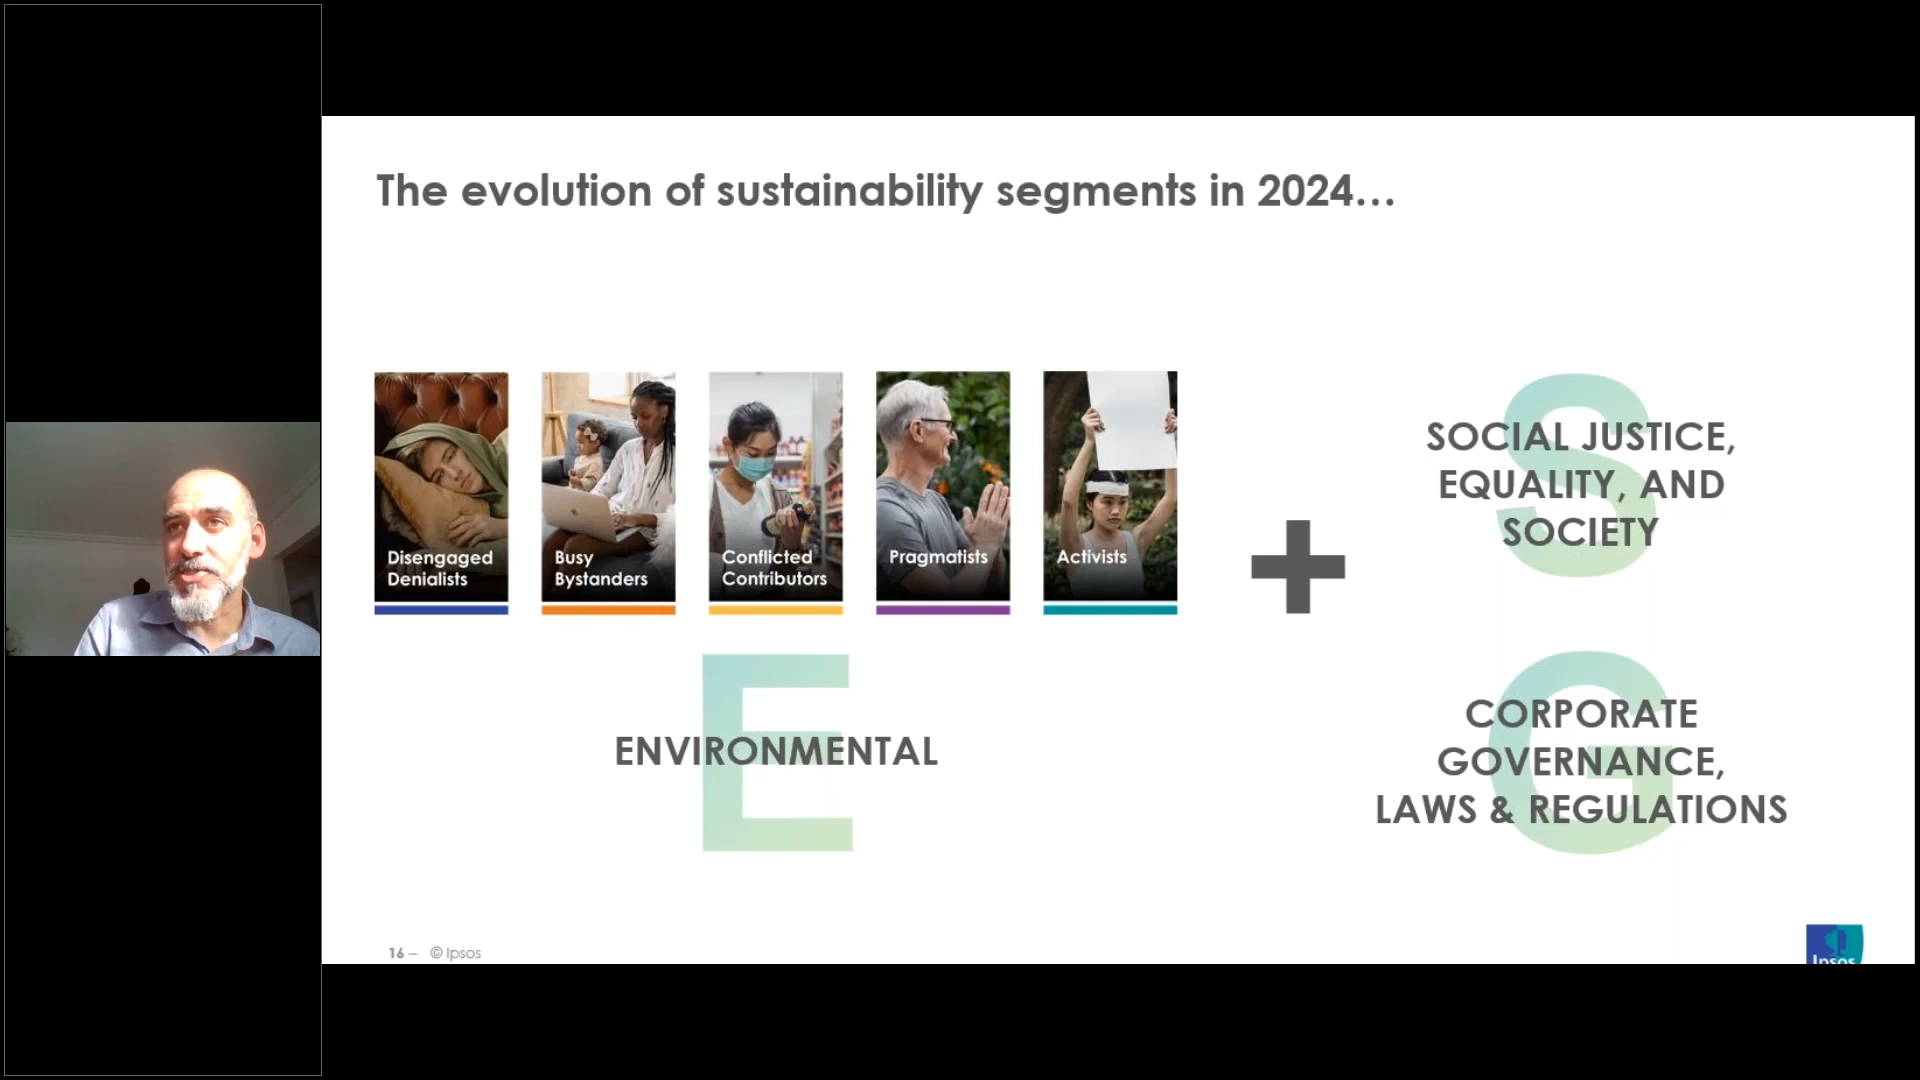 The evolution of sustainability segments in 2024...
Disengaged
Denialists
Busy
Bystanders
Conflicted
Contributors
Pragmatists
Activists
E
ENVIRONMENTAL
+
S
SOCIAL JUSTICE,
EQUALITY, AND
SOCIETY
G
CORPORATE
GOVERNANCE,
LAWS & REGULATIONS
16 – © Ipsos
Ipsos